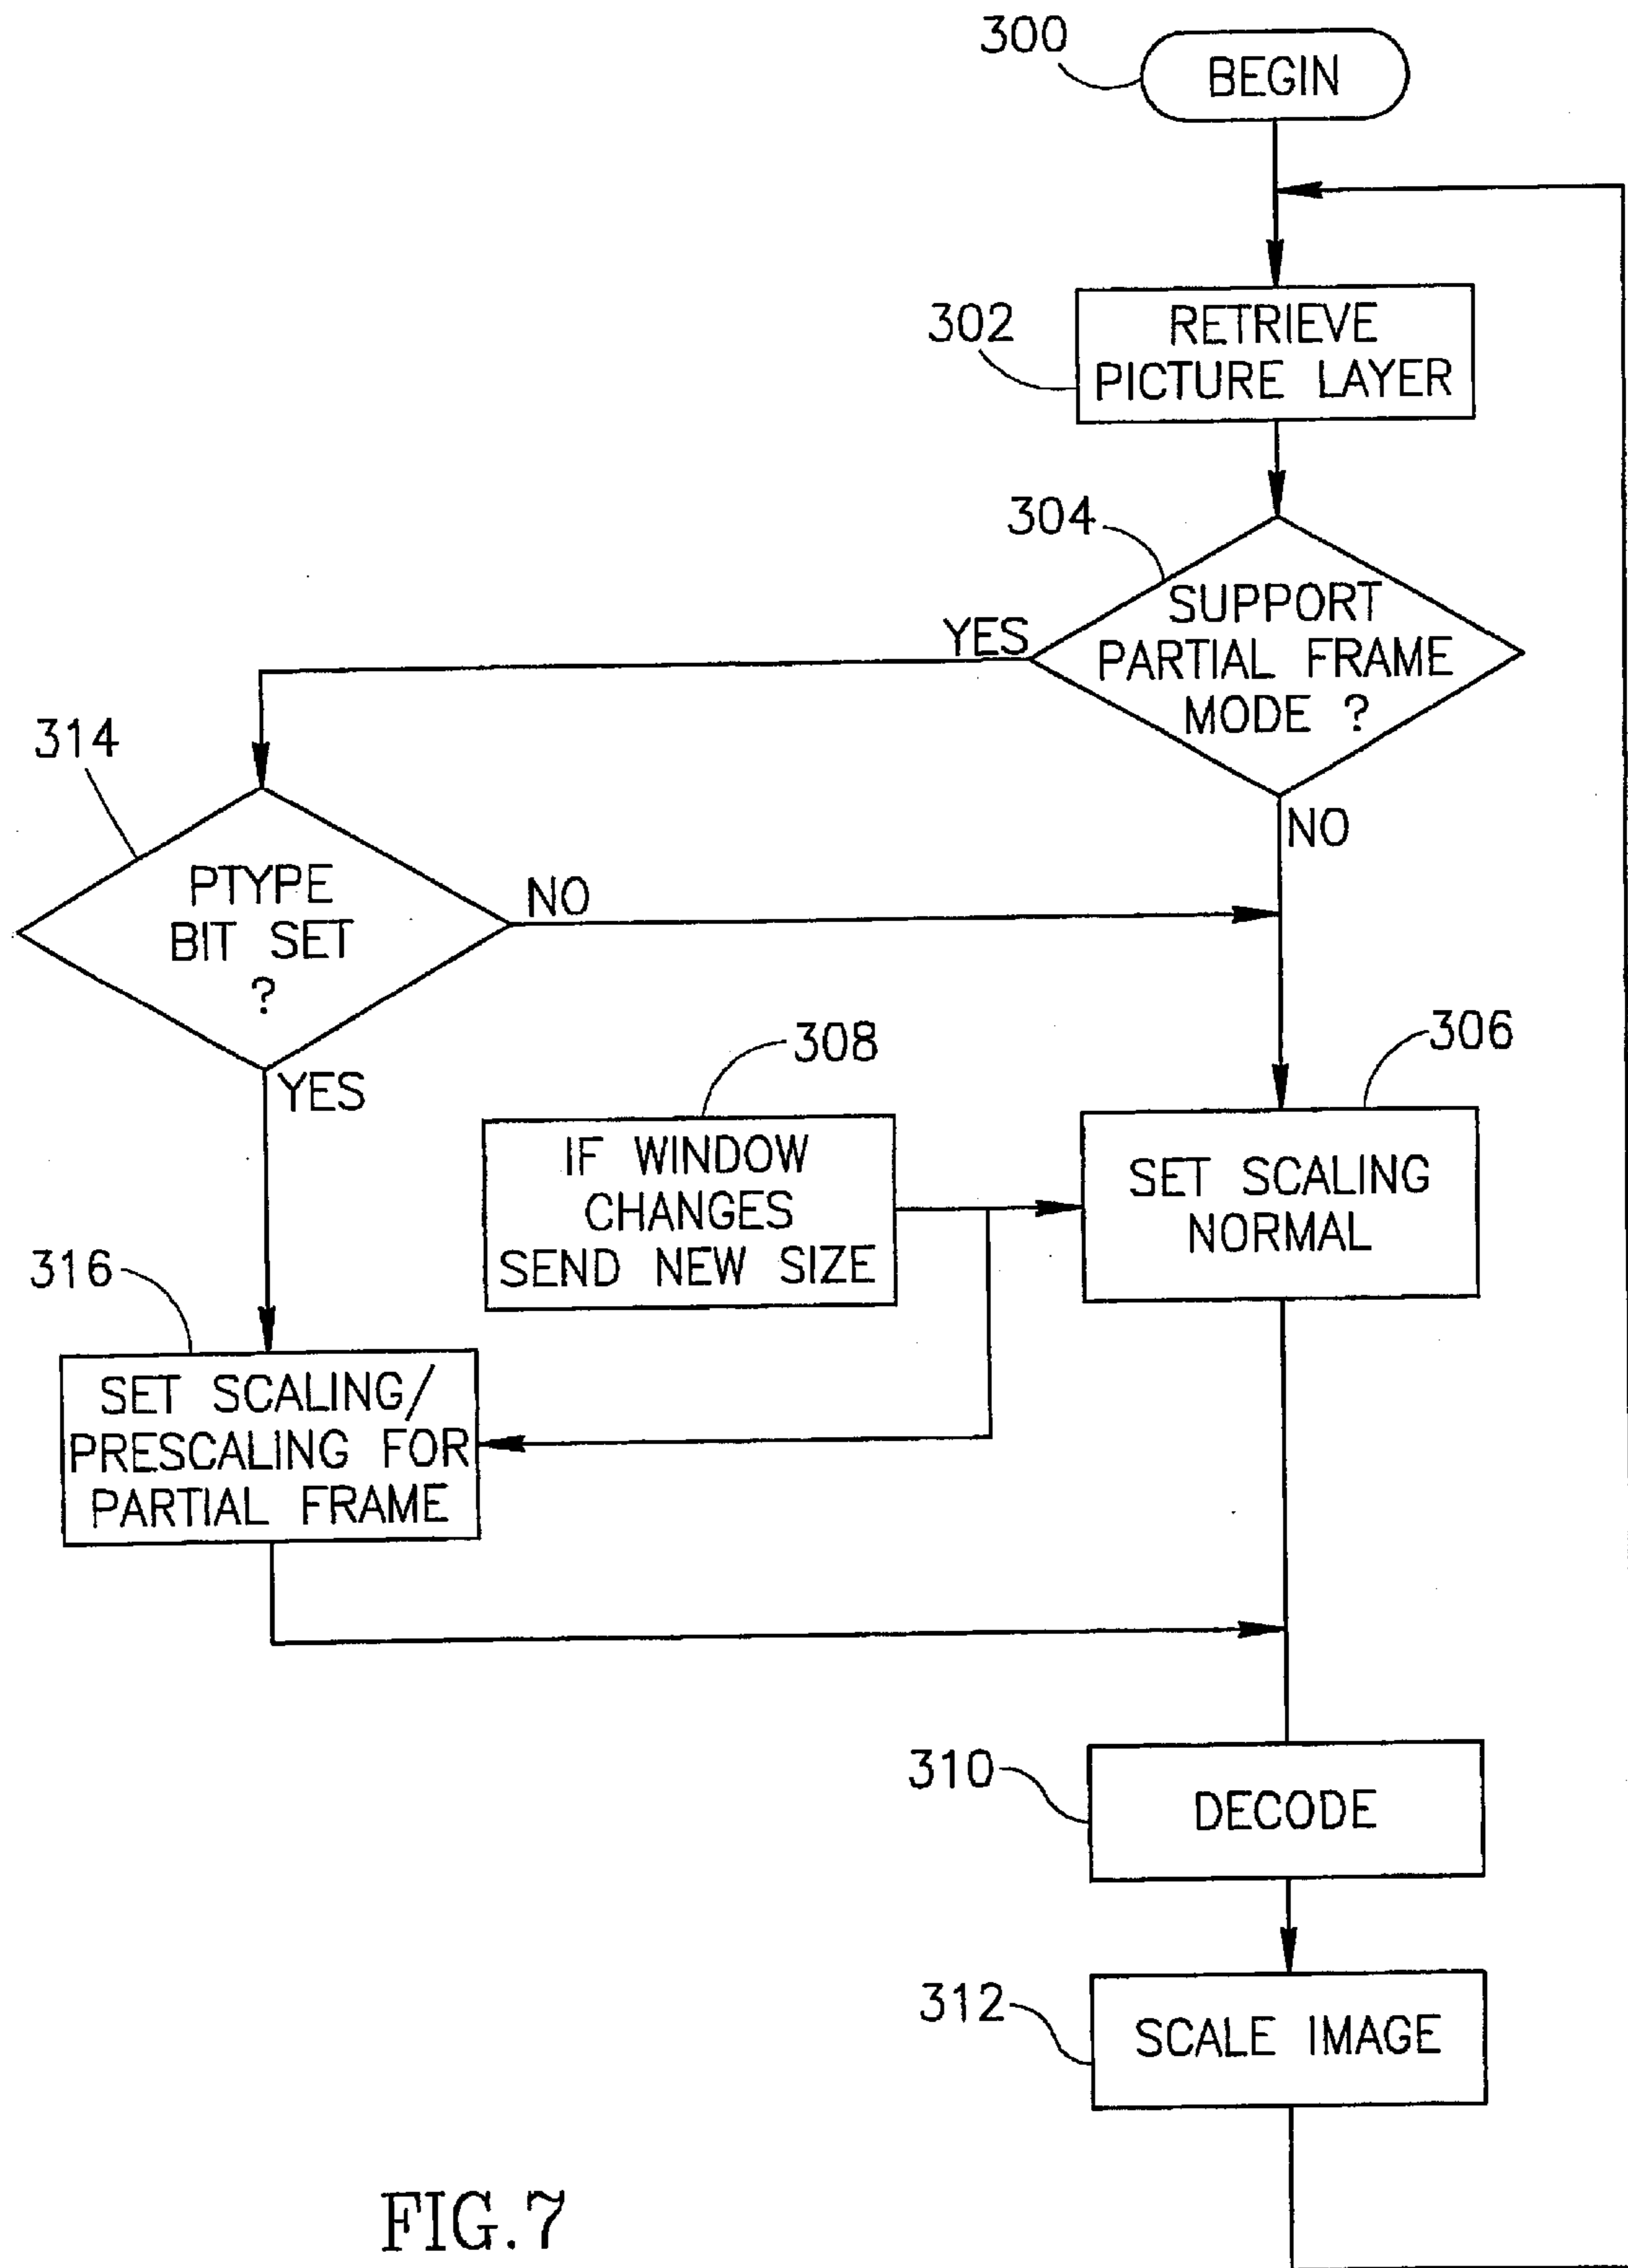 300
BEGIN
302
RETRIEVE
PICTURE LAYER
304
SUPPORT
PARTIAL FRAME
MODE ?
YES
NO
314
PTYPE
BIT SET
?
NO
YES
308
IF WINDOW
CHANGES
SEND NEW SIZE
306
SET SCALING
NORMAL
316
SET SCALING/
PRESCALING FOR
PARTIAL FRAME
310
DECODE
312
SCALE IMAGE
FIG.7